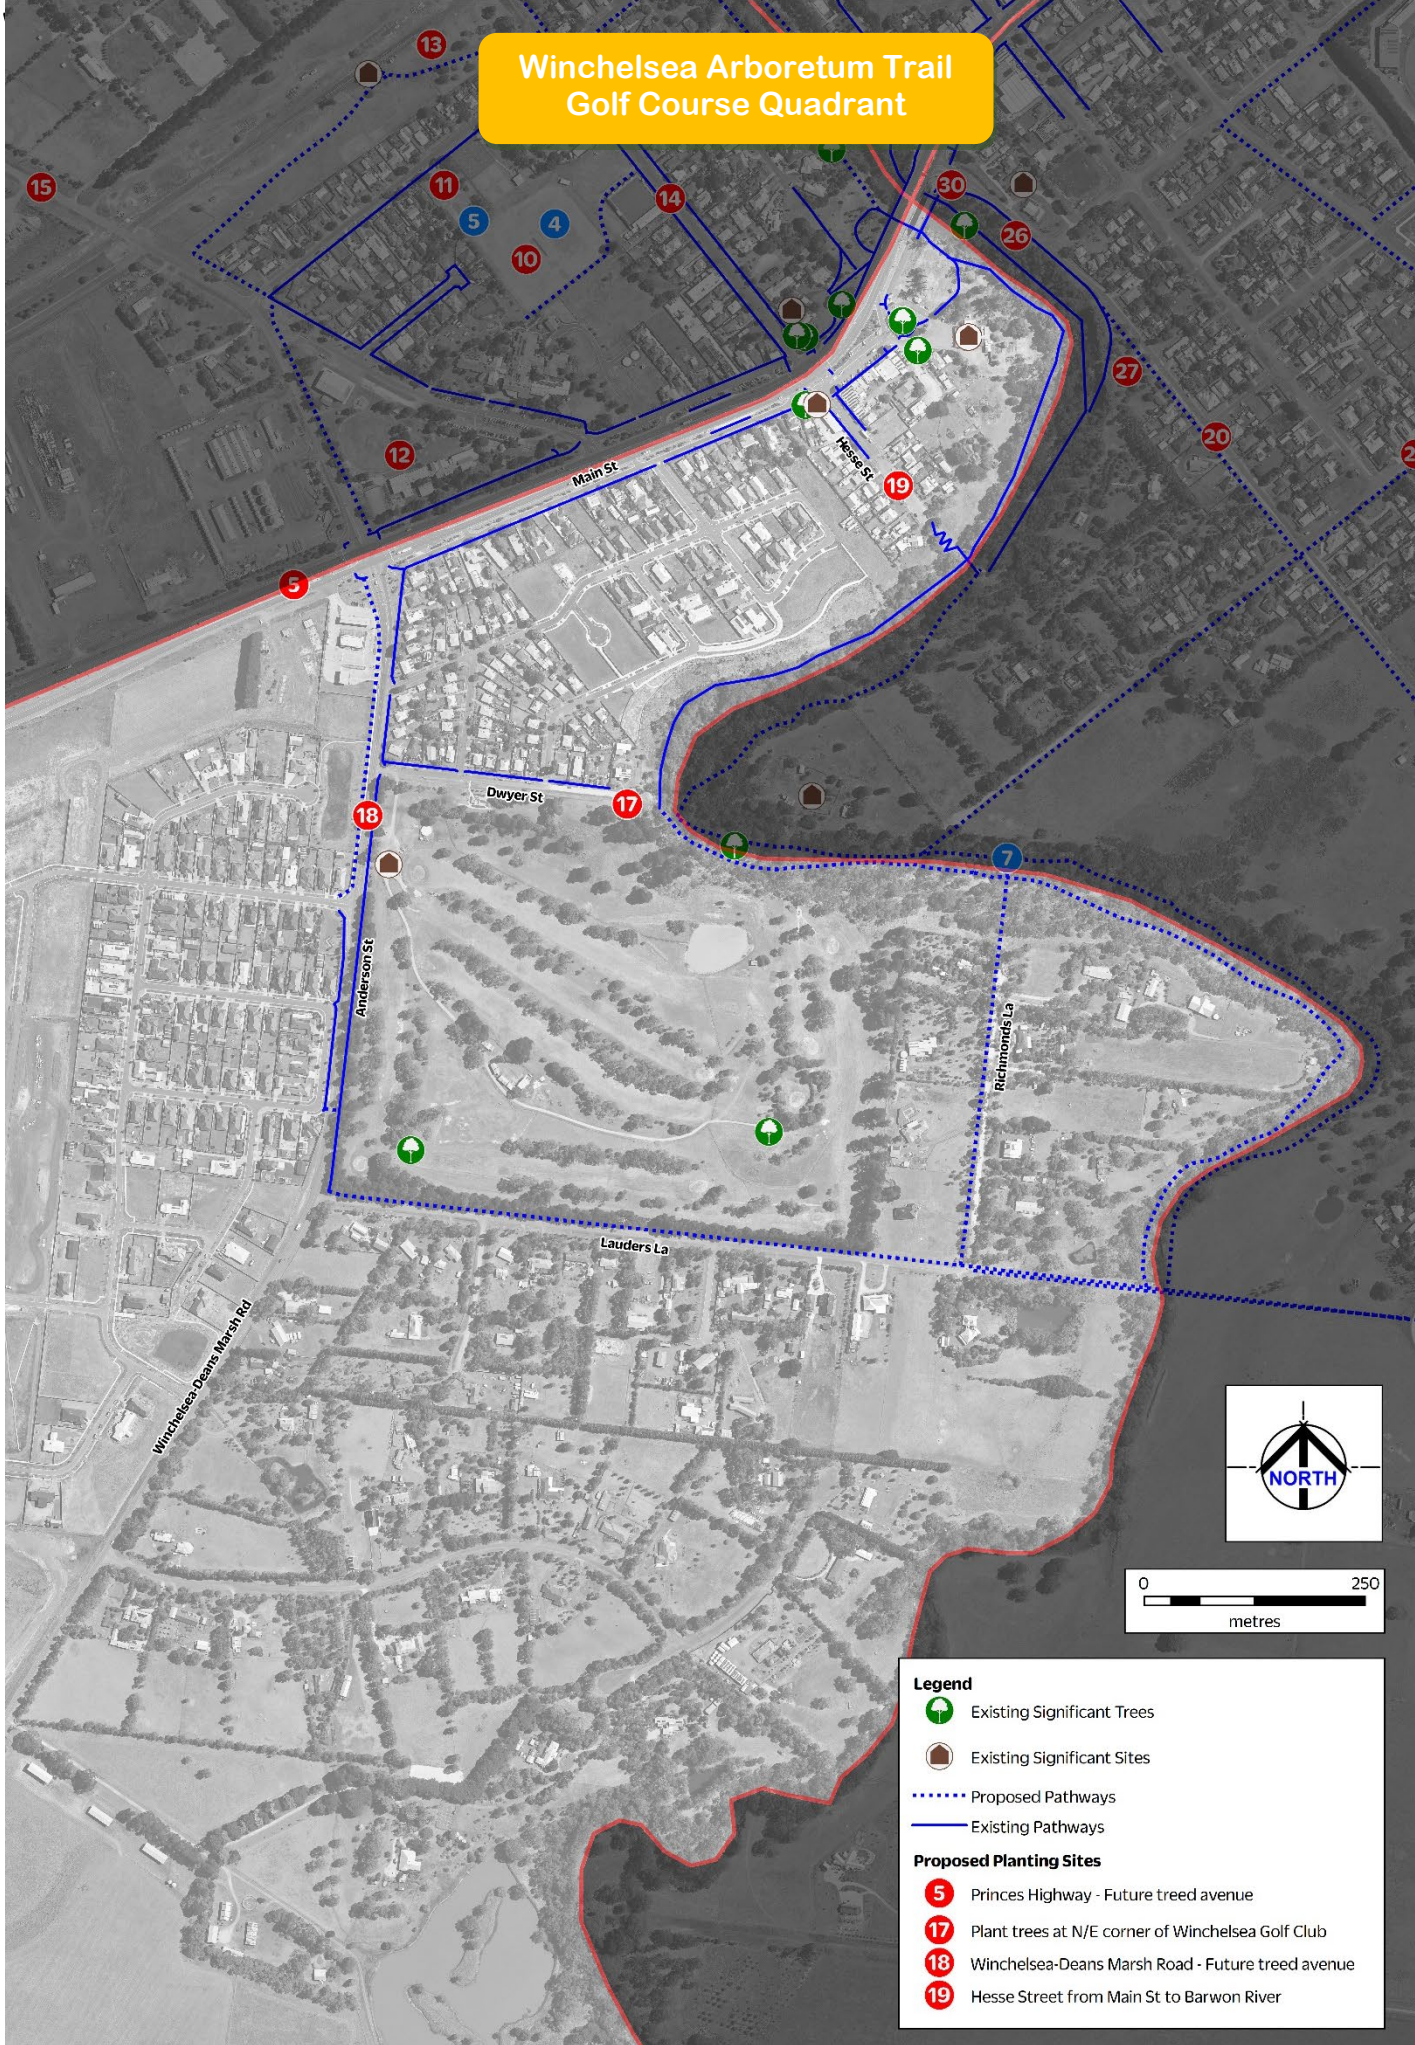 Winchelsea Arboretum Trail
Golf Course Quadrant
13
15
11
5
4
14
10
30
26
27
20
12
Main St
Hesse St
19
5
Dwyer St
17
18
7
Anderson St
Richmonds La
Lauders La
Winchelsea-Deans Marsh Rd
NORTH
0 250
metres
Legend
Existing Significant Trees
Existing Significant Sites
Proposed Pathways
Existing Pathways
Proposed Planting Sites
5 Princes Highway - Future treed avenue
17 Plant trees at N/E corner of Winchelsea Golf Club
18 Winchelsea-Deans Marsh Road - Future treed avenue
19 Hesse Street from Main St to Barwon River